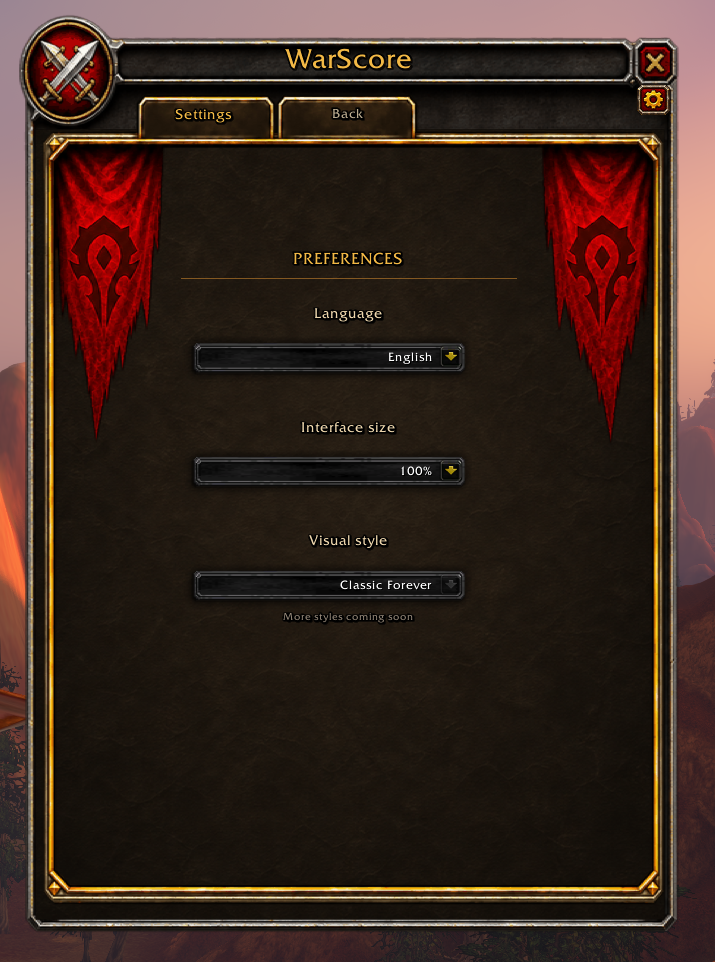 WarScore
Settings
Back
PREFERENCES
Language
English
Interface size
100%
Visual style
Classic Forever
More styles coming soon